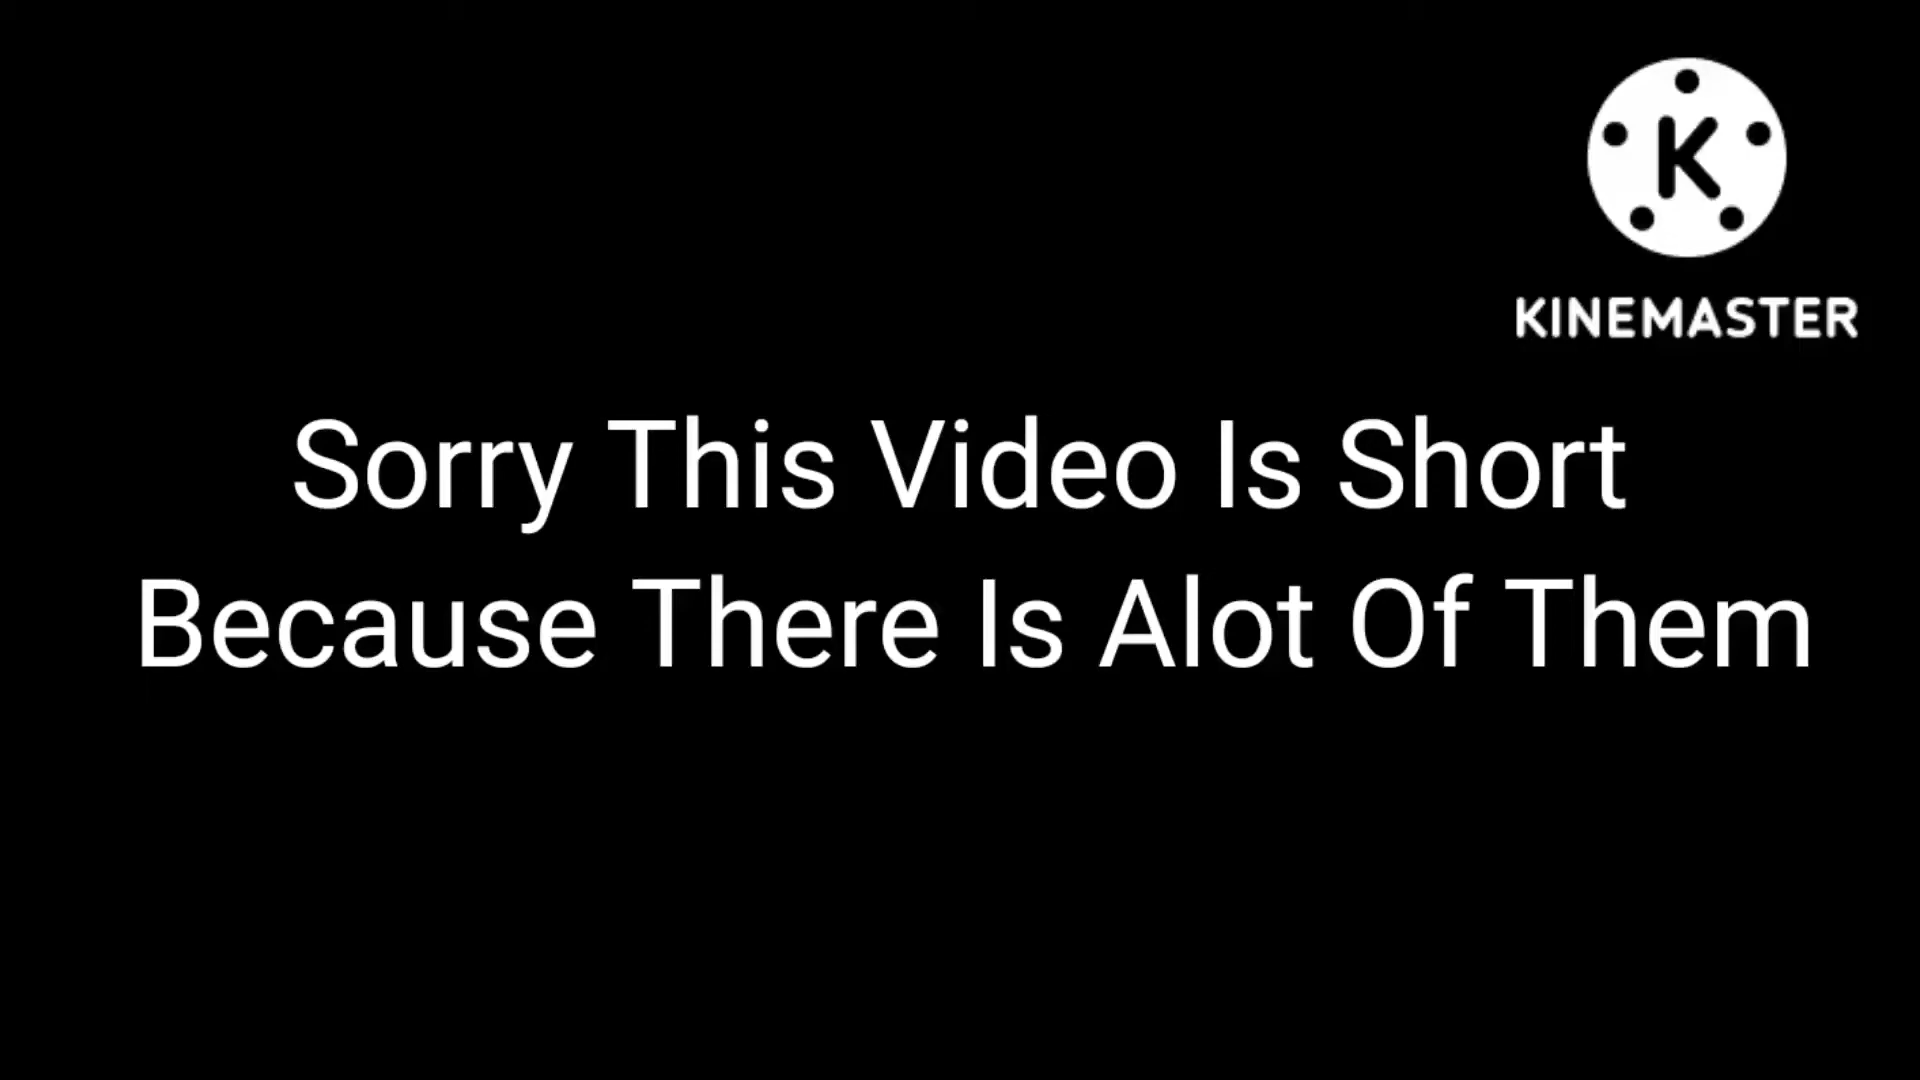 K
KINEMASTER
Sorry This Video Is Short
Because There Is Alot Of Them